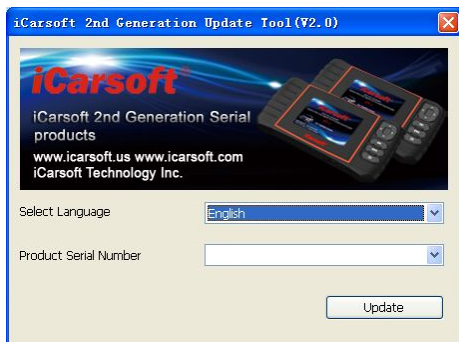 iCarsoft 2nd Generation Update Tool(V2.0)
iCarsoft®
iCarsoft 2nd Generation Serial
products
www.icarsoft.us www.icarsoft.com
iCarsoft Technology Inc.
Select Language
English
Product Serial Number
Update